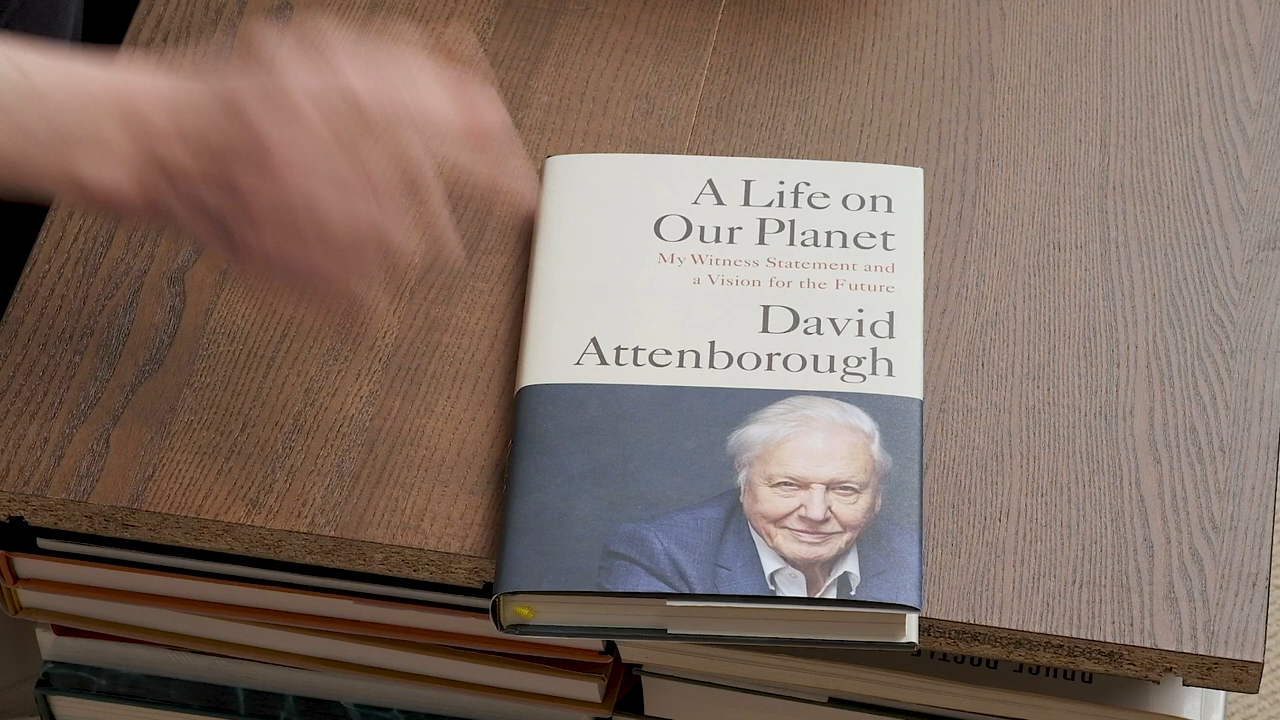 A Life on
Our Planet
My Witness Statement and
a Vision for the Future
David
Attenborough